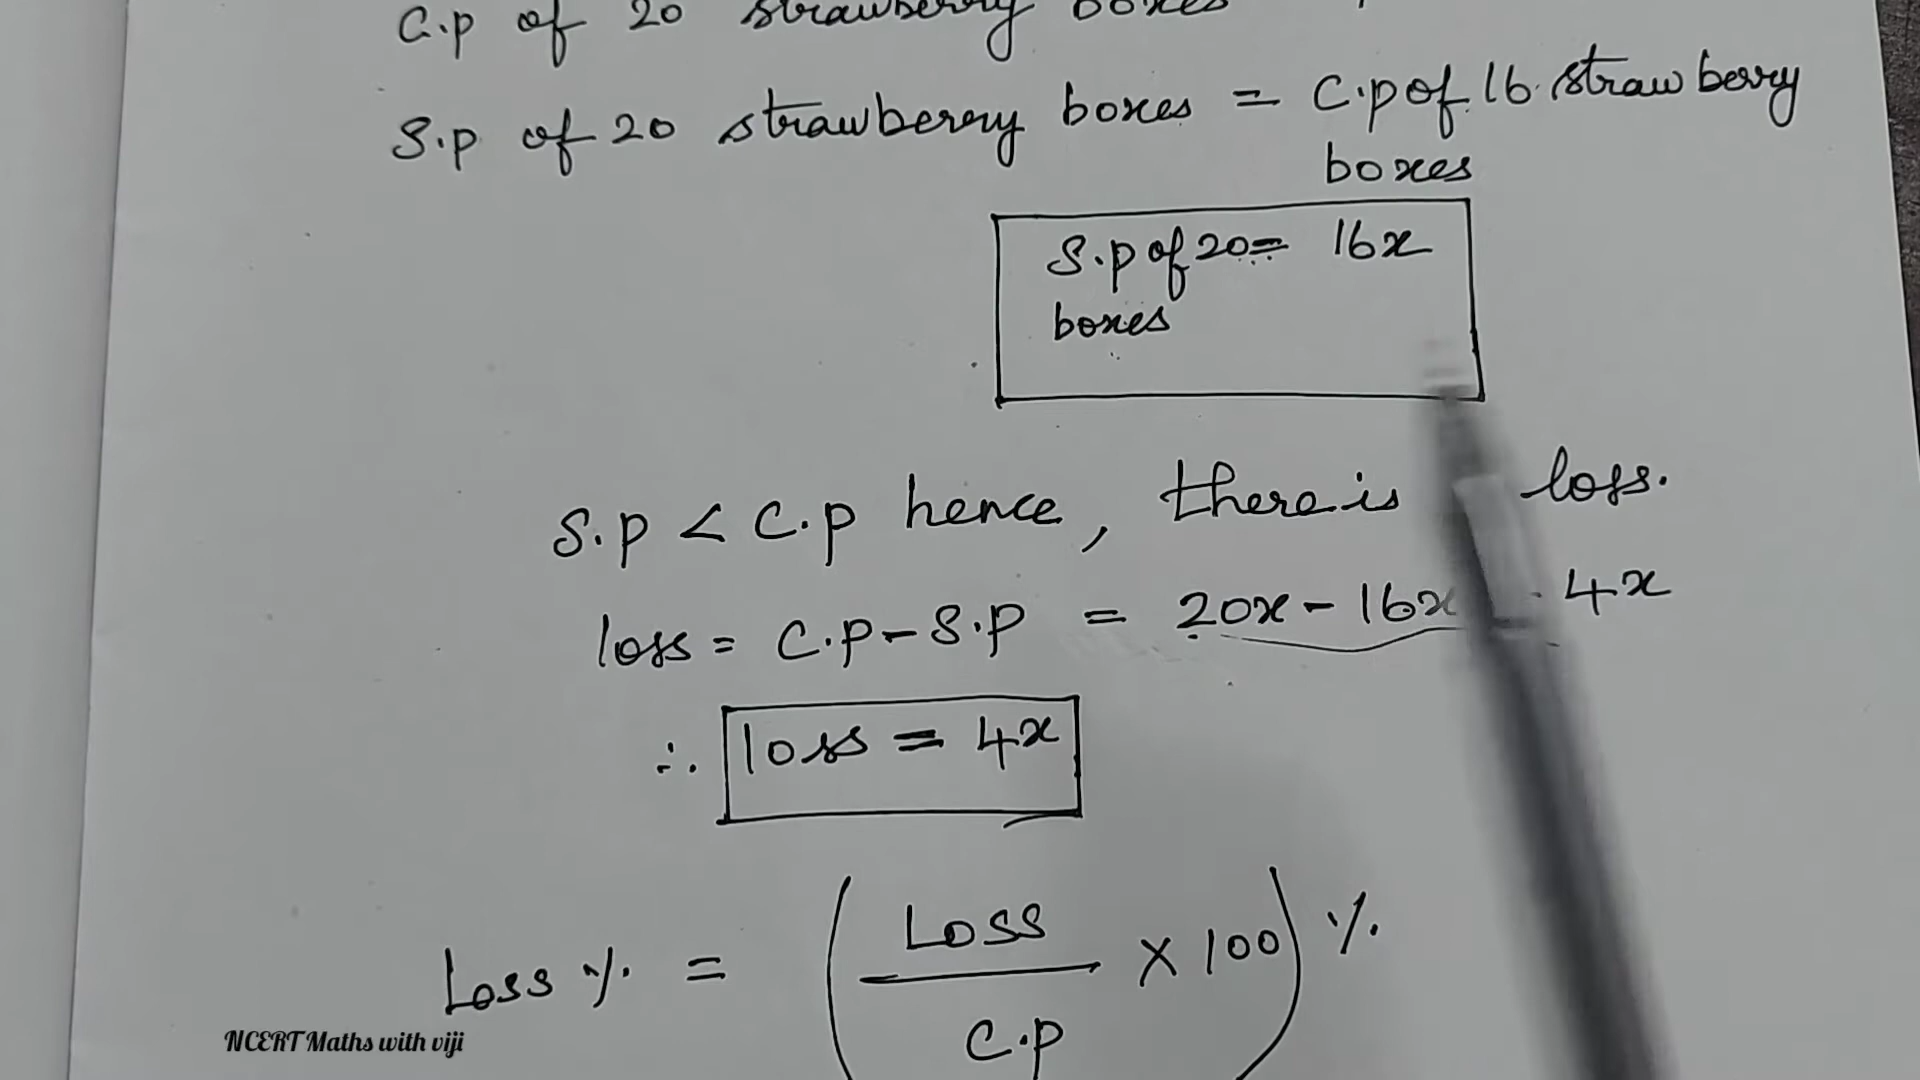 C.p of 20 strawberry boxes
S.p of 20 strawberry boxes = C.p of 16 strawberry
boxes
S.p of 20 = 16x
boxes
S.p < C.p hence, there is loss.
loss = C.p - S.p = 20x - 16x 4x
∴ loss = 4x
Loss % = ( Loss / C.p × 100 ) %
NCERT Maths with viji